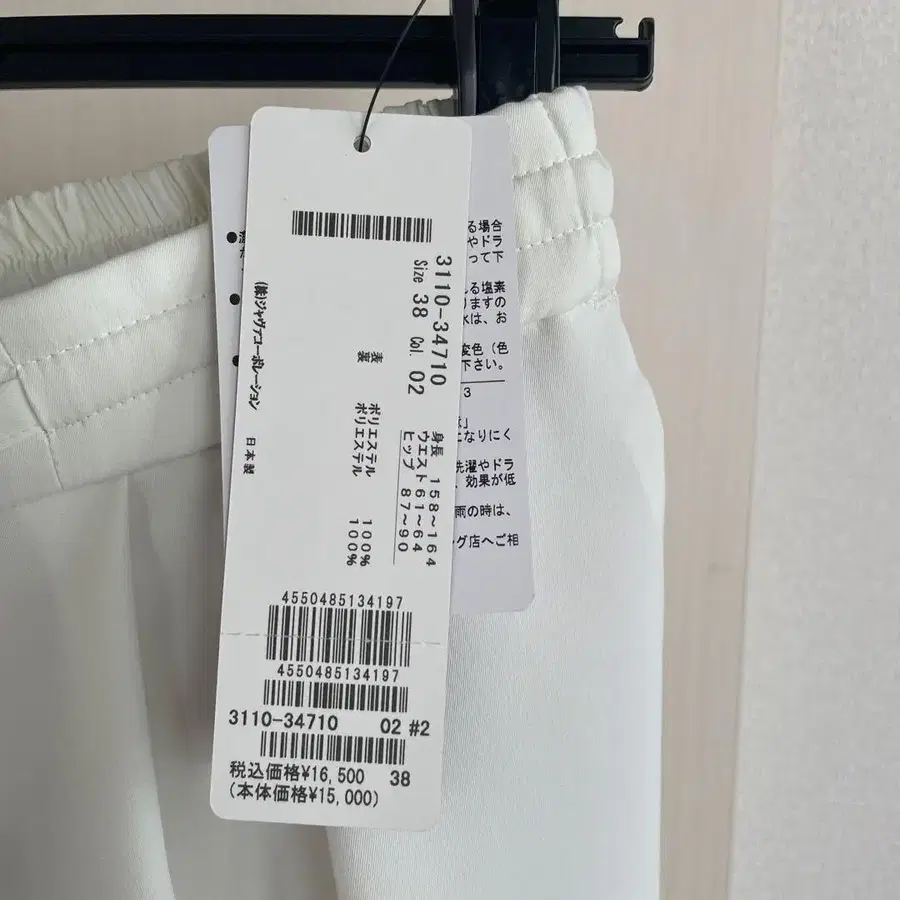 3110-34710
Size 38 Col. 02
表 ポリエステル 100%
裏 ポリエステル 100%
身長 158~164
ウエスト 61~64
ヒップ 87~90
(株)ジャヴァコーポレーション
日本製
4550485134197
4550485134197
3110-34710 02 #2
税込価格¥16,500 38
(本体価格¥15,000)
る場合
やドラ
って下
れる塩素
りますの
水は、お
変色(色
下さい。
3
」
になりにく
洗濯やドラ
、効果が低
雨の時は、
ング店へご相